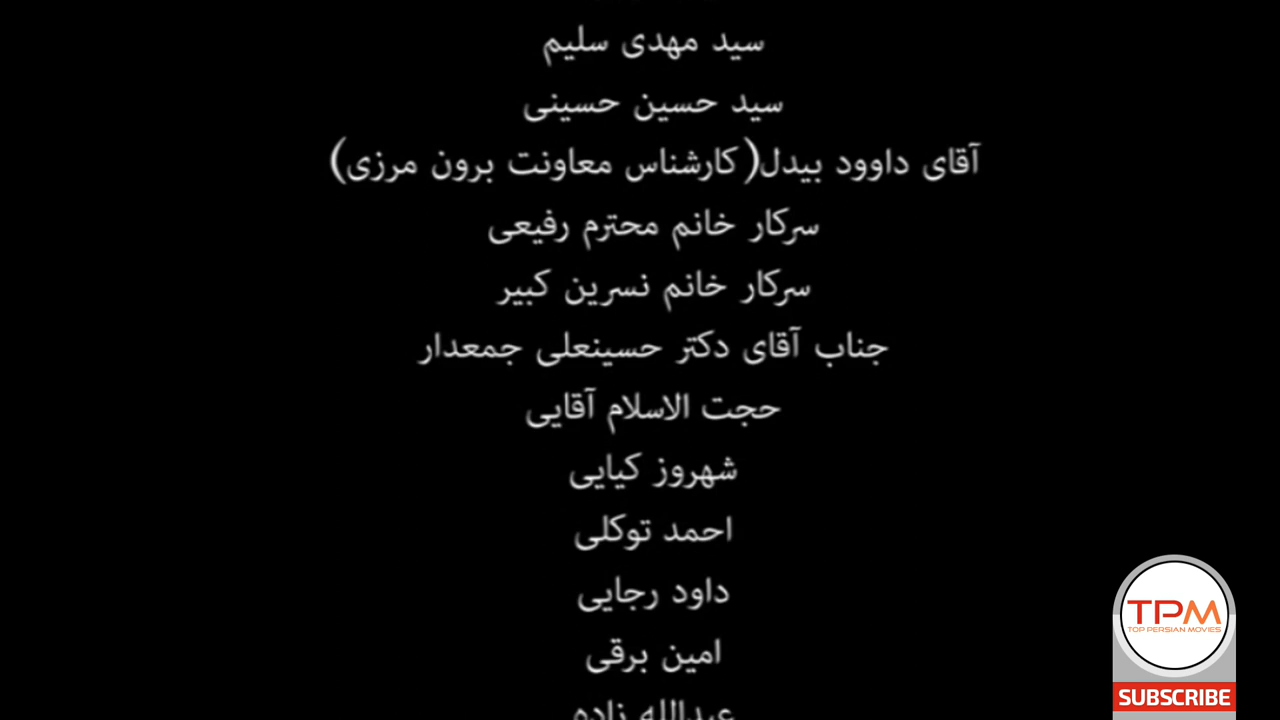 سید مهدی سلیم
سید حسین حسینی
آقای داوود بیدل(کارشناس معاونت برون مرزی)
سرکار خانم محترم رفیعی
سرکار خانم نسرین کبیر
جناب آقای دکتر حسینعلی جمعدار
حجت الاسلام آقایی
شهروز کیایی
احمد توکلی
داود رجایی
امین برقی
عبدالله زاده
TPM
TOP PERSIAN MOVIES
SUBSCRIBE